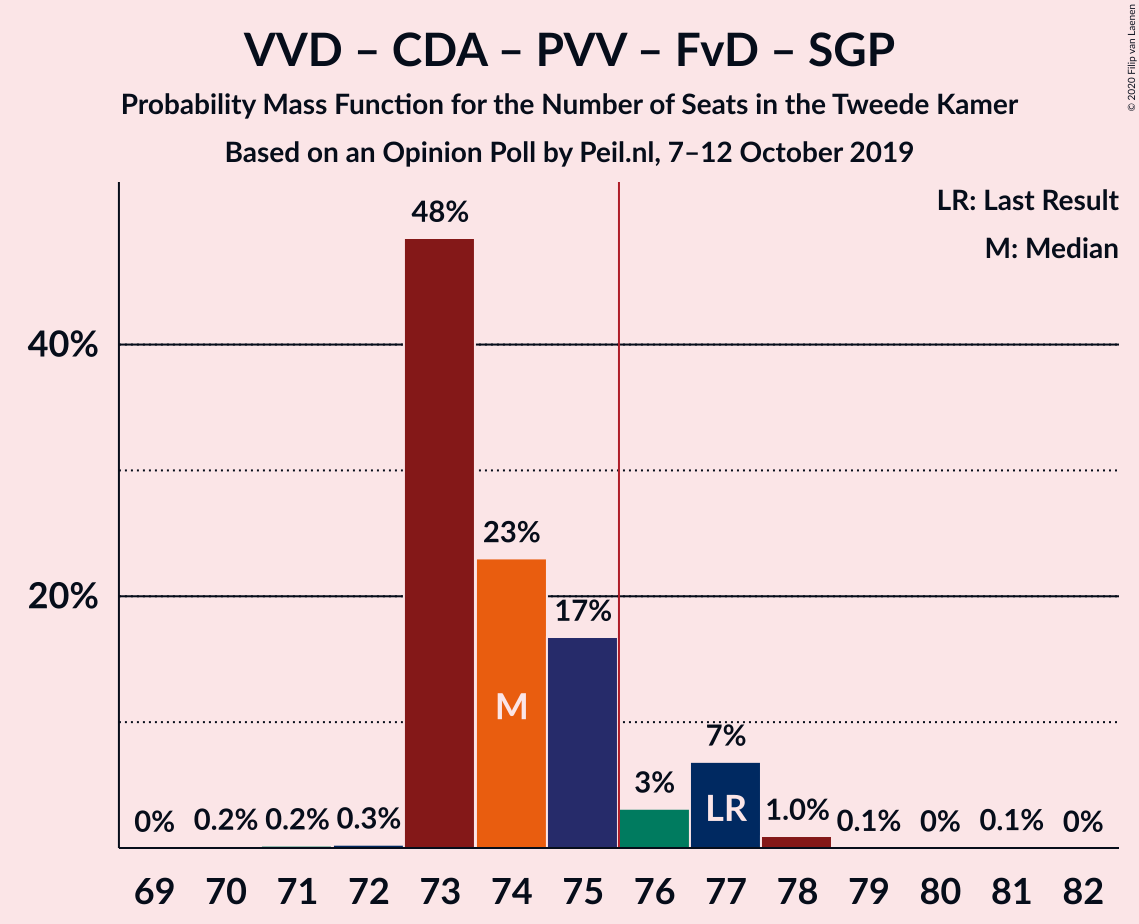 VVD – CDA – PVV – FvD – SGP
Probability Mass Function for the Number of Seats in the Tweede Kamer
Based on an Opinion Poll by Peil.nl, 7–12 October 2019
© 2020 Filip van Laenen
LR: Last Result
M: Median
48%
40%
23%
20%
17%
M
7%
3%
LR
0% 0.2% 0.2% 0.3% 1.0% 0.1% 0% 0.1% 0%
69 70 71 72 73 74 75 76 77 78 79 80 81 82